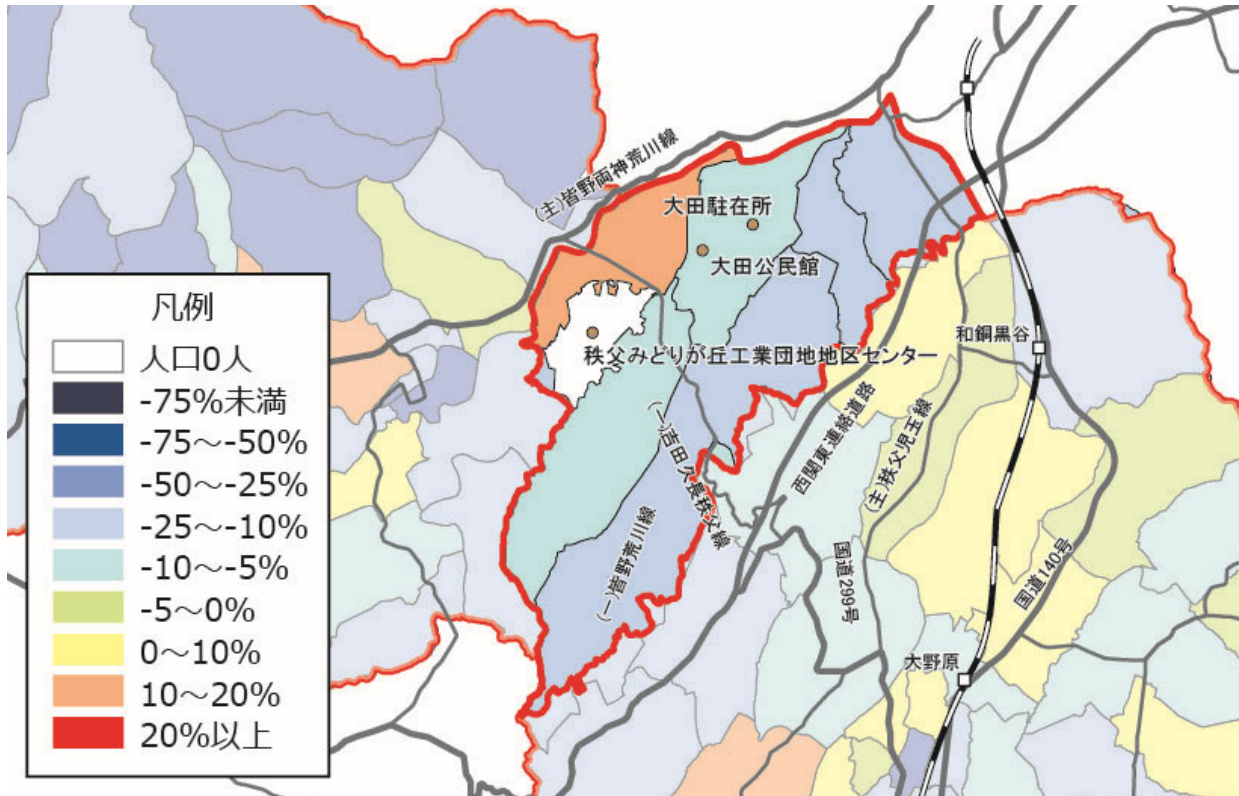 凡例
人口0人
-75%未満
-75～-50%
-50～-25%
-25～-10%
-10～-5%
-5～0%
0～10%
10～20%
20%以上
(主)皆野両神荒川線
大田駐在所
大田公民館
秩父みどりが丘工業団地地区センター
和銅黒谷
西関東連絡道路
(主)秩父児玉線
(一)吉田久長秩父線
(一)皆野荒川線
国道299号
国道140号
大野原